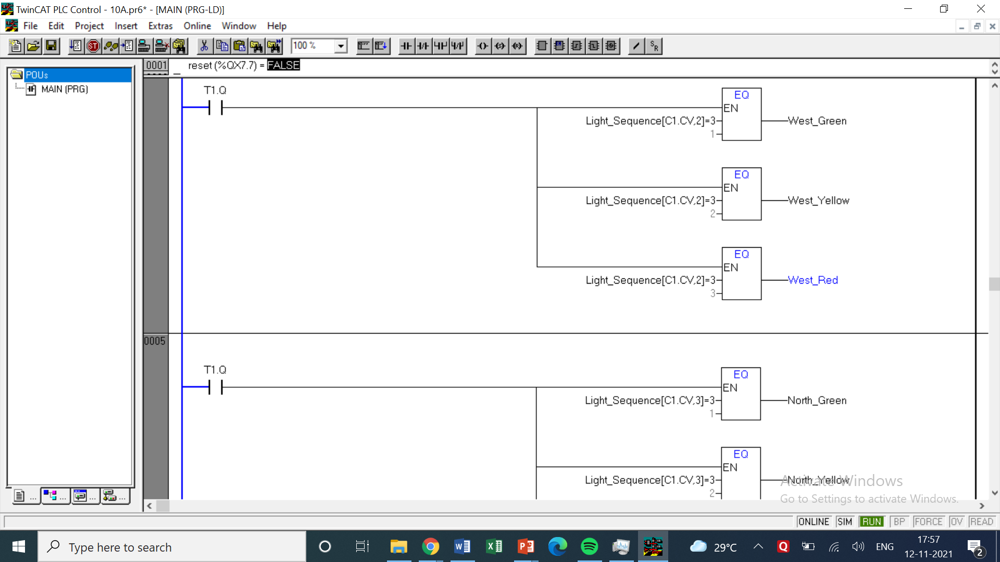 TwinCAT PLC Control - 10A.pr6* - [MAIN (PRG-LD)]
File Edit Project Insert Extras Online Window Help
100 %
POUs
MAIN (PRG)
0001 reset (%QX7.7) = FALSE
T1.Q
EQ
EN
Light_Sequence[C1.CV,2]=3
1
West_Green
EQ
EN
Light_Sequence[C1.CV,2]=3
2
West_Yellow
EQ
EN
Light_Sequence[C1.CV,2]=3
3
West_Red
0005
T1.Q
EQ
EN
Light_Sequence[C1.CV,3]=3
1
North_Green
EQ
EN
Light_Sequence[C1.CV,3]=3
2
North_Yellow
Activate Windows
Go to Settings to activate Windows.
ONLINE SIM RUN BP FORCE OV READ
Type here to search
29°C
ENG
17:57
12-11-2021
2